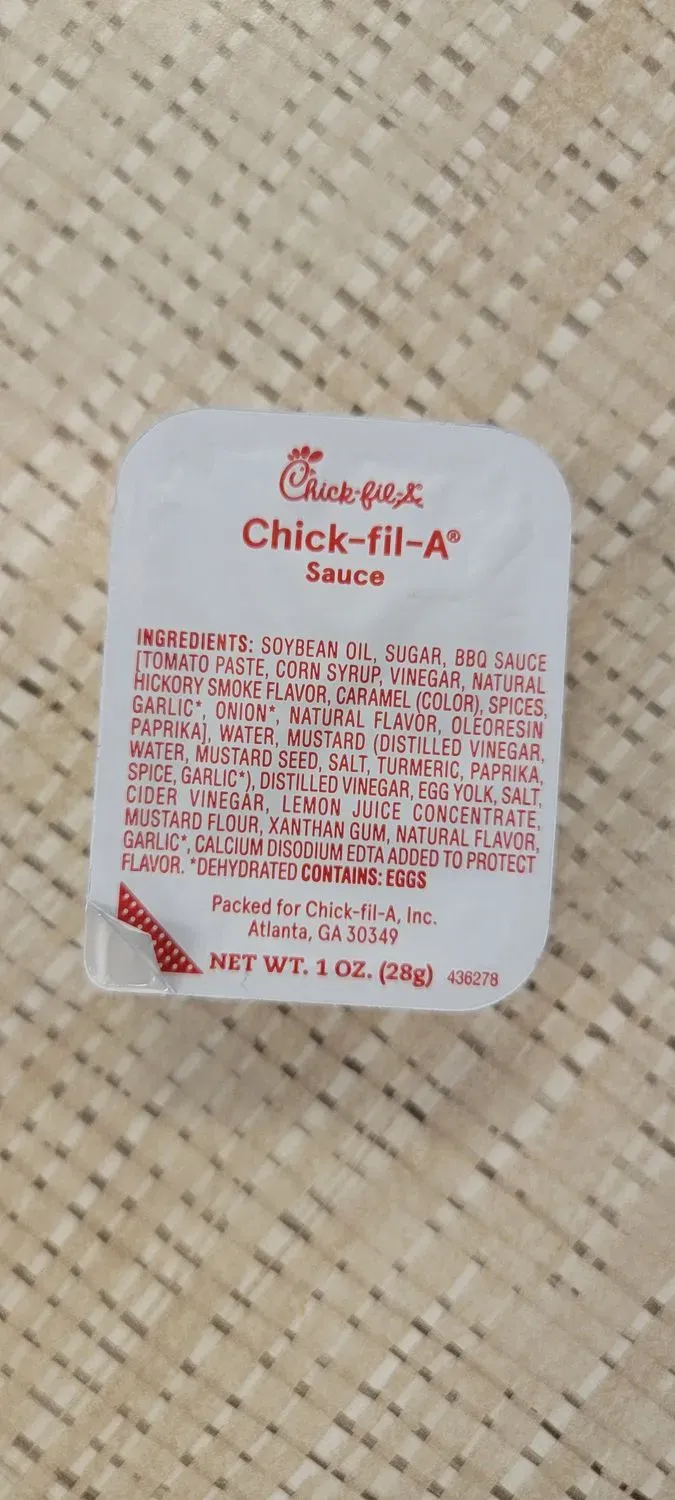 Chick-fil-A
Chick-fil-A®
Sauce
INGREDIENTS: SOYBEAN OIL, SUGAR, BBQ SAUCE
[TOMATO PASTE, CORN SYRUP, VINEGAR, NATURAL
HICKORY SMOKE FLAVOR, CARAMEL (COLOR), SPICES,
GARLIC*, ONION*, NATURAL FLAVOR, OLEORESIN
PAPRIKA], WATER, MUSTARD (DISTILLED VINEGAR,
WATER, MUSTARD SEED, SALT, TURMERIC, PAPRIKA,
SPICE, GARLIC*), DISTILLED VINEGAR, EGG YOLK, SALT,
CIDER VINEGAR, LEMON JUICE CONCENTRATE,
MUSTARD FLOUR, XANTHAN GUM, NATURAL FLAVOR,
GARLIC*, CALCIUM DISODIUM EDTA ADDED TO PROTECT
FLAVOR. *DEHYDRATED CONTAINS: EGGS
Packed for Chick-fil-A, Inc.
Atlanta, GA 30349
NET WT. 1 OZ. (28g) 436278